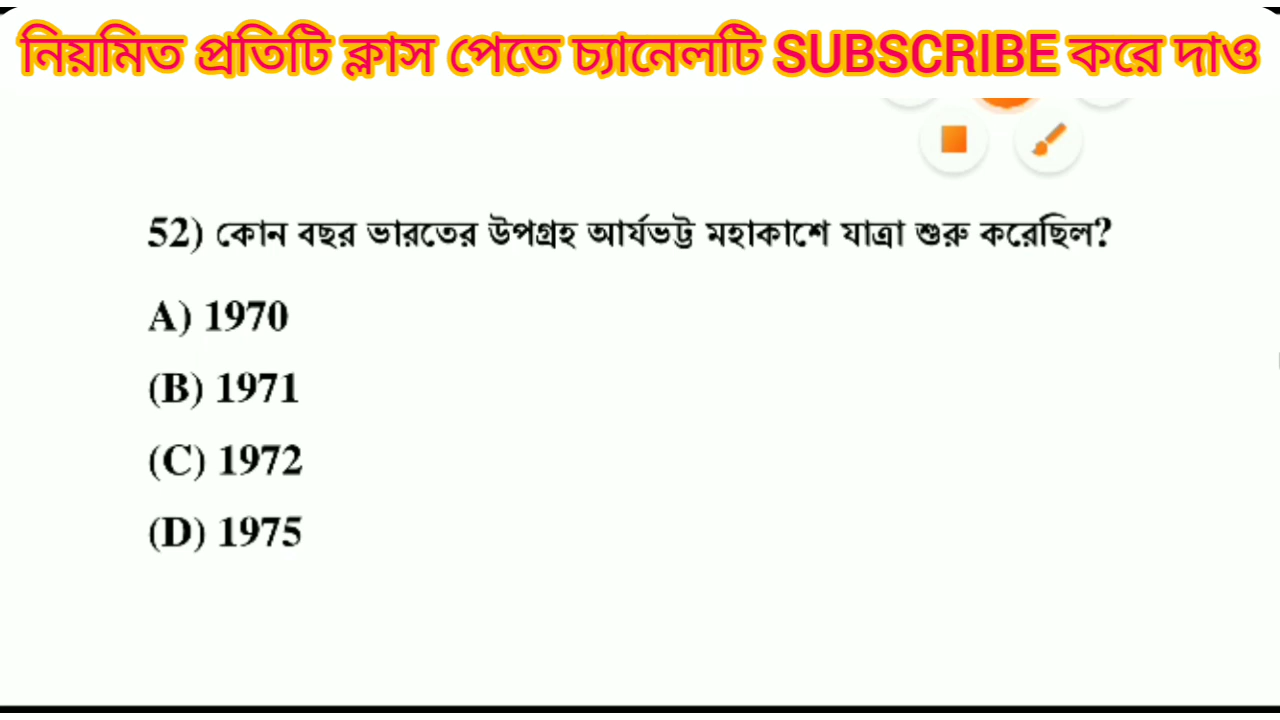 নিয়মিত প্রতিটি ক্লাস পেতে চ্যানেলটি SUBSCRIBE করে দাও
52) কোন বছর ভারতের উপগ্রহ আর্যভট্ট মহাকাশে যাত্রা শুরু করেছিল?
A) 1970
(B) 1971
(C) 1972
(D) 1975